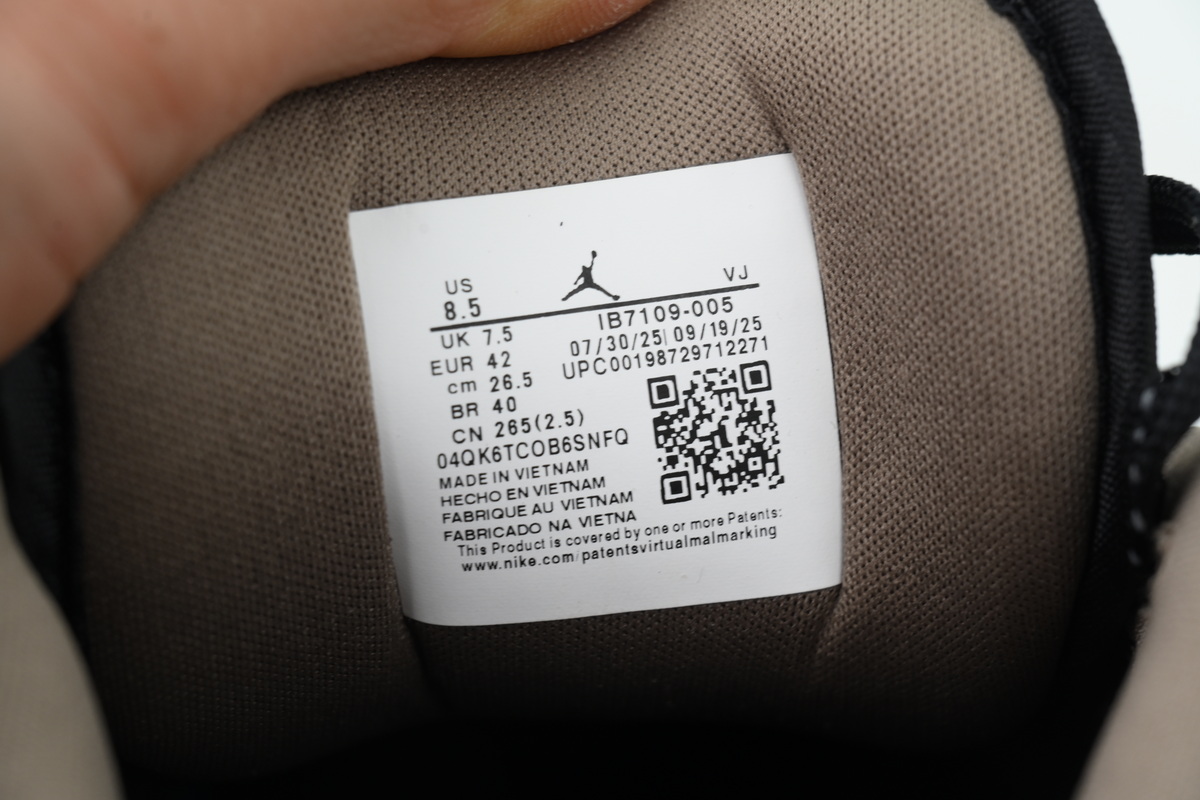 US
8.5
VJ
UK 7.5
IB7109-005
EUR 42
07/30/25| 09/19/25
cm 26.5
UPC00198729712271
BR 40
CN 265(2.5)
04QK6TCOB6SNFQ
MADE IN VIETNAM
HECHO EN VIETNAM
FABRIQUE AU VIETNAM
FABRICADO NA VIETNA
This Product is covered by one or more Patents:
www.nike.com/patentsvirtualmalmarking